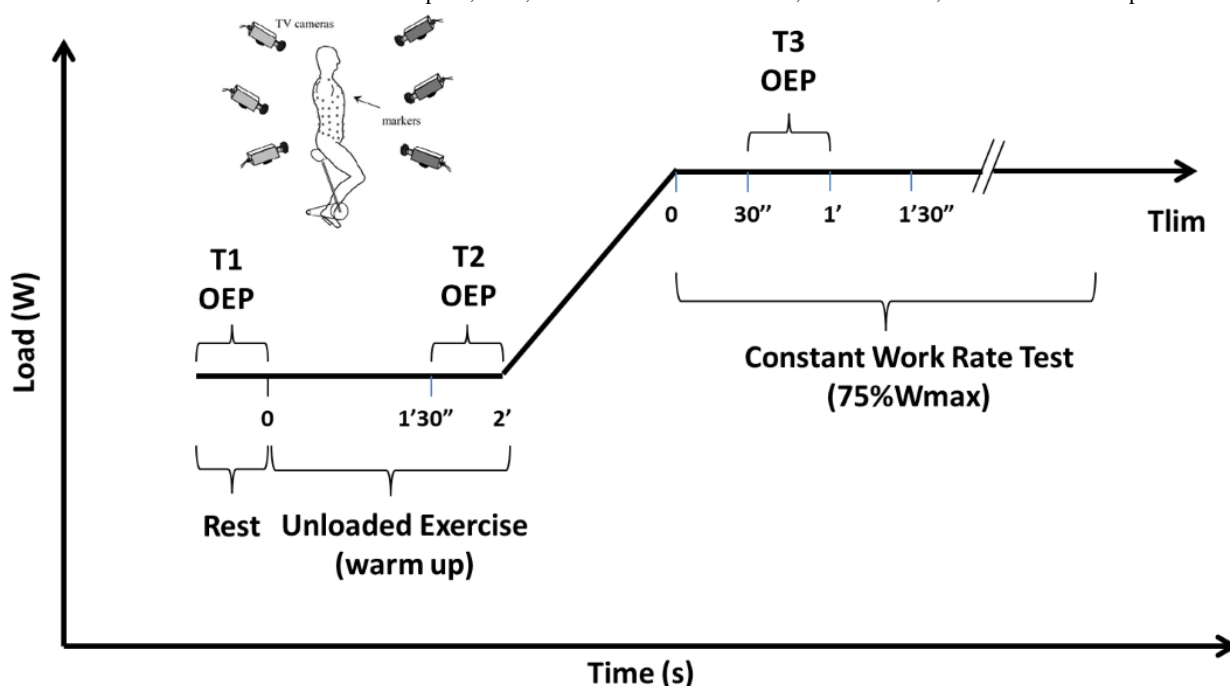 TV cameras
markers
T3
OEP
0
30’’
1’
1’30’’
Tlim
T1
OEP
T2
OEP
Load (W)
Constant Work Rate Test
(75%Wmax)
0
1’30’’
2’
Rest
Unloaded Exercise
(warm up)
Time (s)